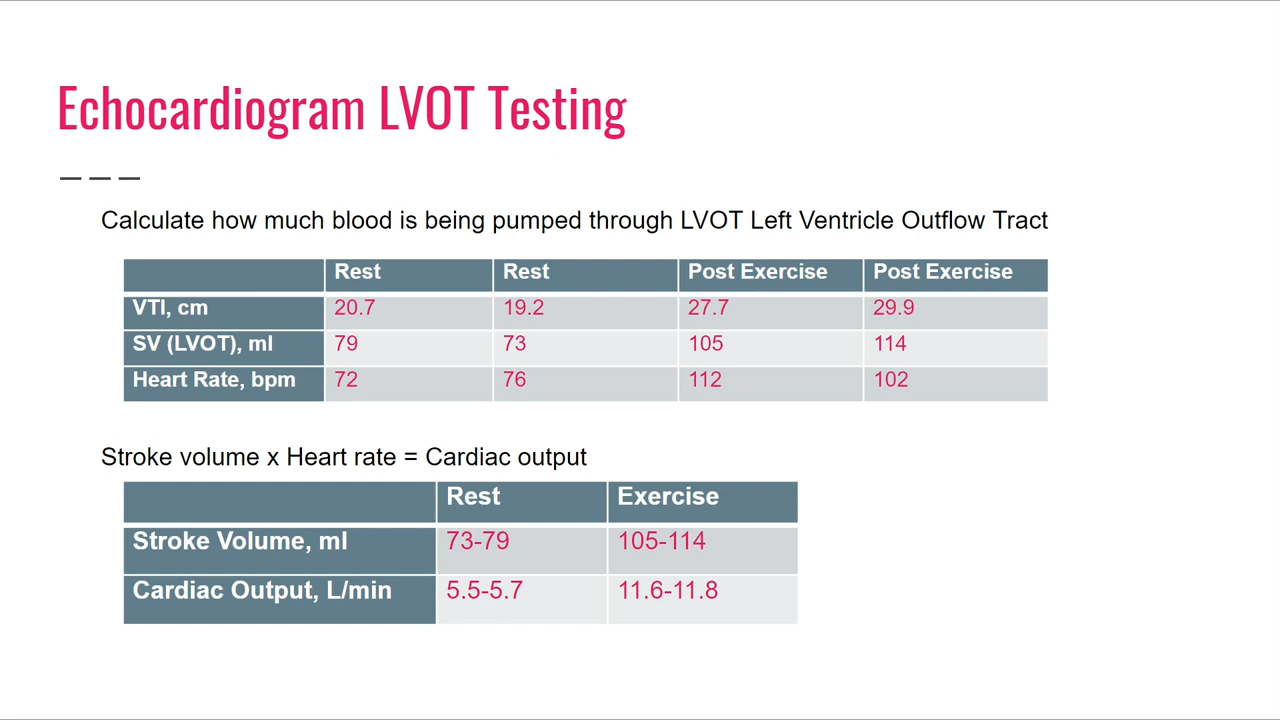 Echocardiogram LVOT Testing
Calculate how much blood is being pumped through LVOT Left Ventricle Outflow Tract
Rest Rest Post Exercise Post Exercise
VTI, cm 20.7 19.2 27.7 29.9
SV (LVOT), ml 79 73 105 114
Heart Rate, bpm 72 76 112 102
Stroke volume x Heart rate = Cardiac output
Rest Exercise
Stroke Volume, ml 73-79 105-114
Cardiac Output, L/min 5.5-5.7 11.6-11.8